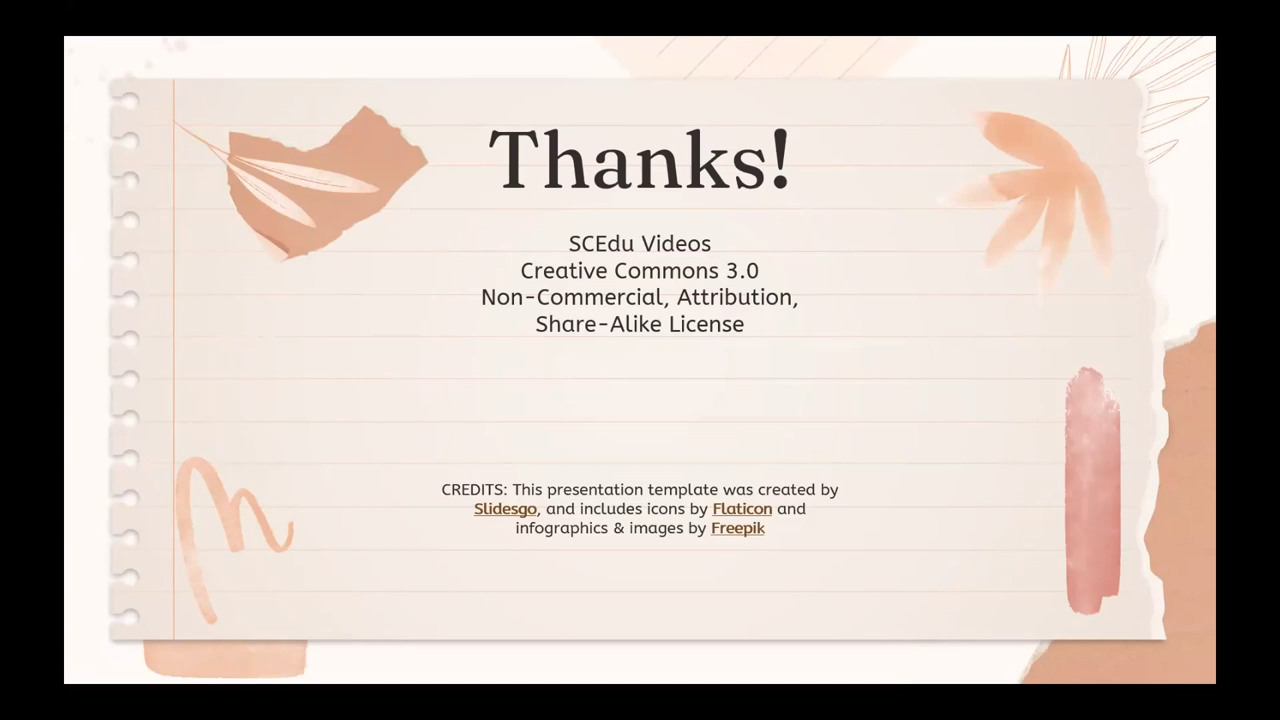 Thanks!
SCEdu Videos
Creative Commons 3.0
Non-Commercial, Attribution,
Share-Alike License
CREDITS: This presentation template was created by
Slidesgo, and includes icons by Flaticon and
infographics & images by Freepik